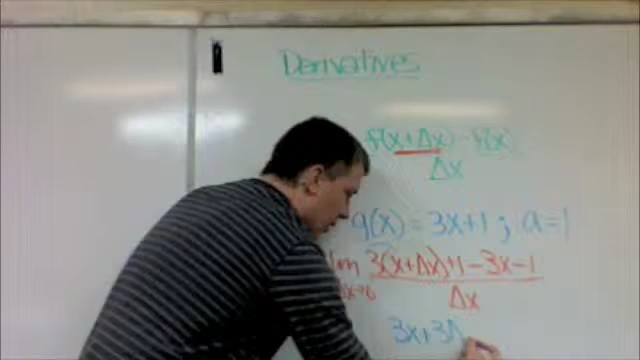 Derivatives
f(x+Δx) - f(x)
Δx
g(x) = 3x+1 ; a=1
lim 3(x+Δx)+1-3x-1
Δx→0 Δx
3x+3Δ